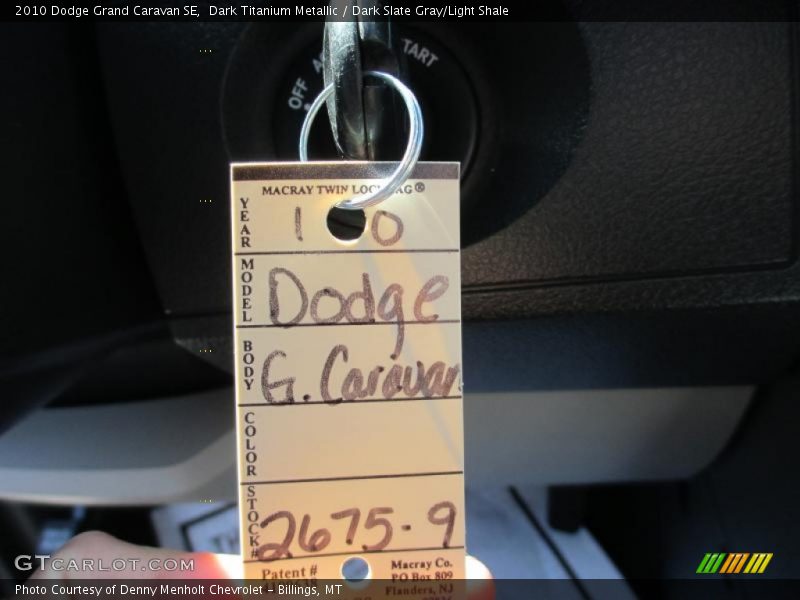 2010 Dodge Grand Caravan SE, Dark Titanium Metallic / Dark Slate Gray/Light Shale
OFF
TART
MACRAY TWIN LOC AG®
YEAR 1 0
MODEL Dodge
BODY G. Caravan
COLOR
STOCK# 2675-9
Patent # Macray Co.
PO Box 809
Flanders, NJ
GTCARLOT.COM
Photo Courtesy of Denny Menholt Chevrolet – Billings, MT